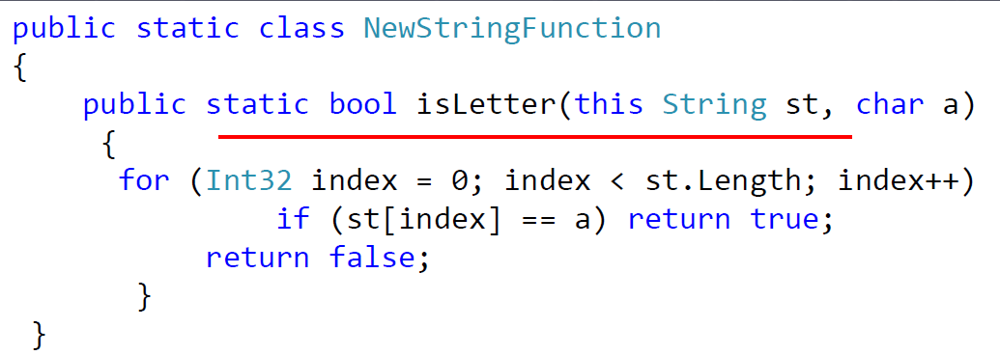 public static class NewStringFunction
{
public static bool isLetter(this String st, char a)
{
for (Int32 index = 0; index < st.Length; index++)
if (st[index] == a) return true;
return false;
}
}